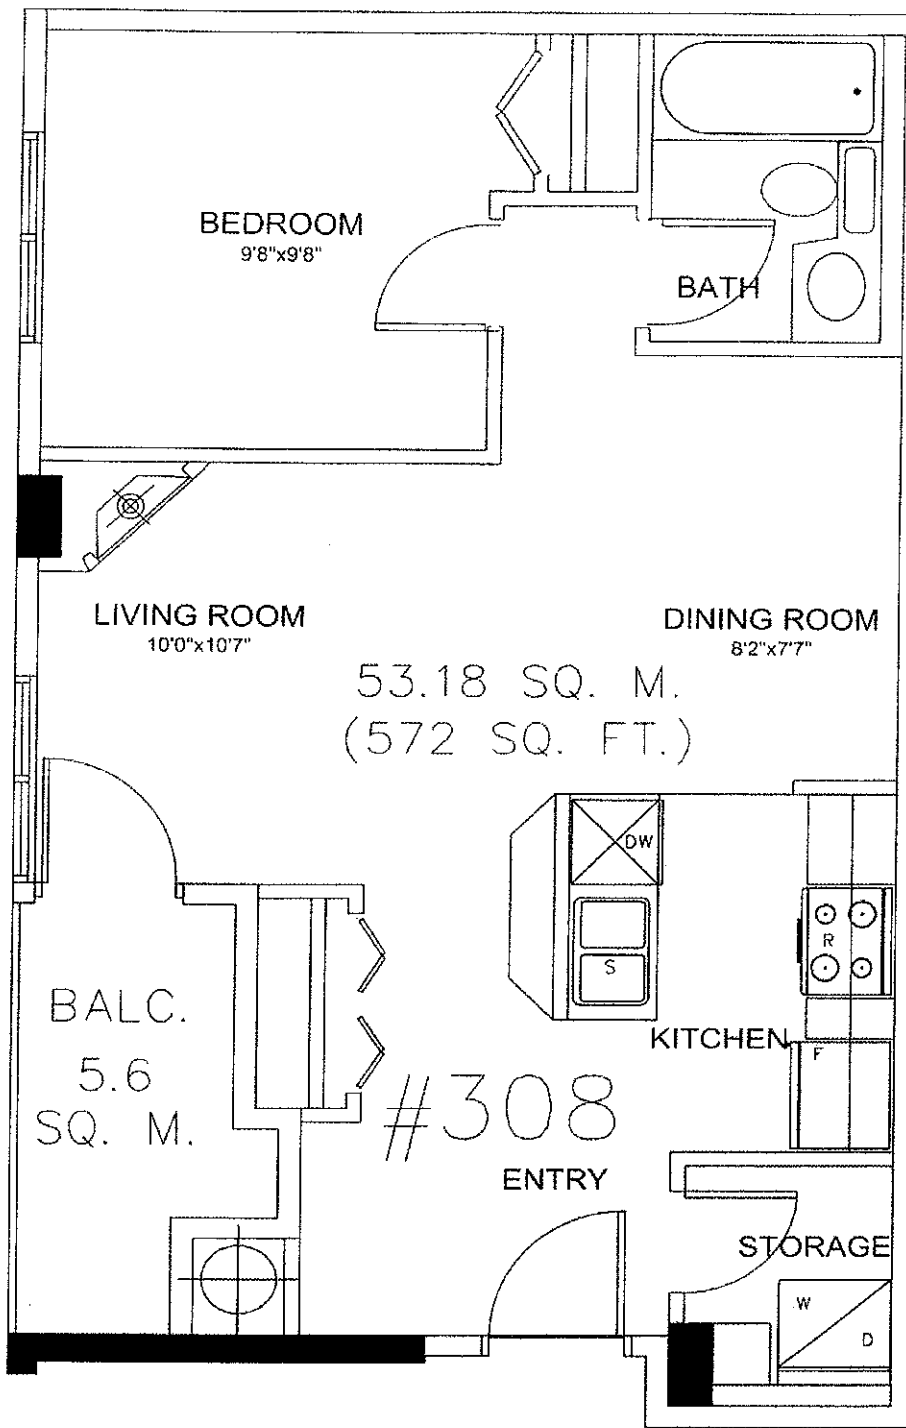 BEDROOM
9'8"x9'8"
BATH
LIVING ROOM
10'0"x10'7"
DINING ROOM
8'2"x7'7"
53.18 SQ. M.
(572 SQ. FT.)
DW
R
S
BALC.
5.6
SQ. M.
KITCHEN
F
#308
ENTRY
STORAGE
W
D